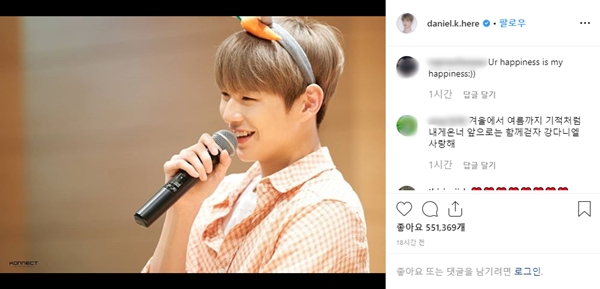 daniel.k.here • 팔로우
Ur happiness is my
happiness:))
1시간 답글 달기
겨울에서 여름까지 기적처럼
내게온너 앞으로는 함께걷자 강다니엘
사랑해
1시간 답글 달기
좋아요 551,369개
18시간 전
좋아요 또는 댓글을 남기려면 로그인.
KONNECT